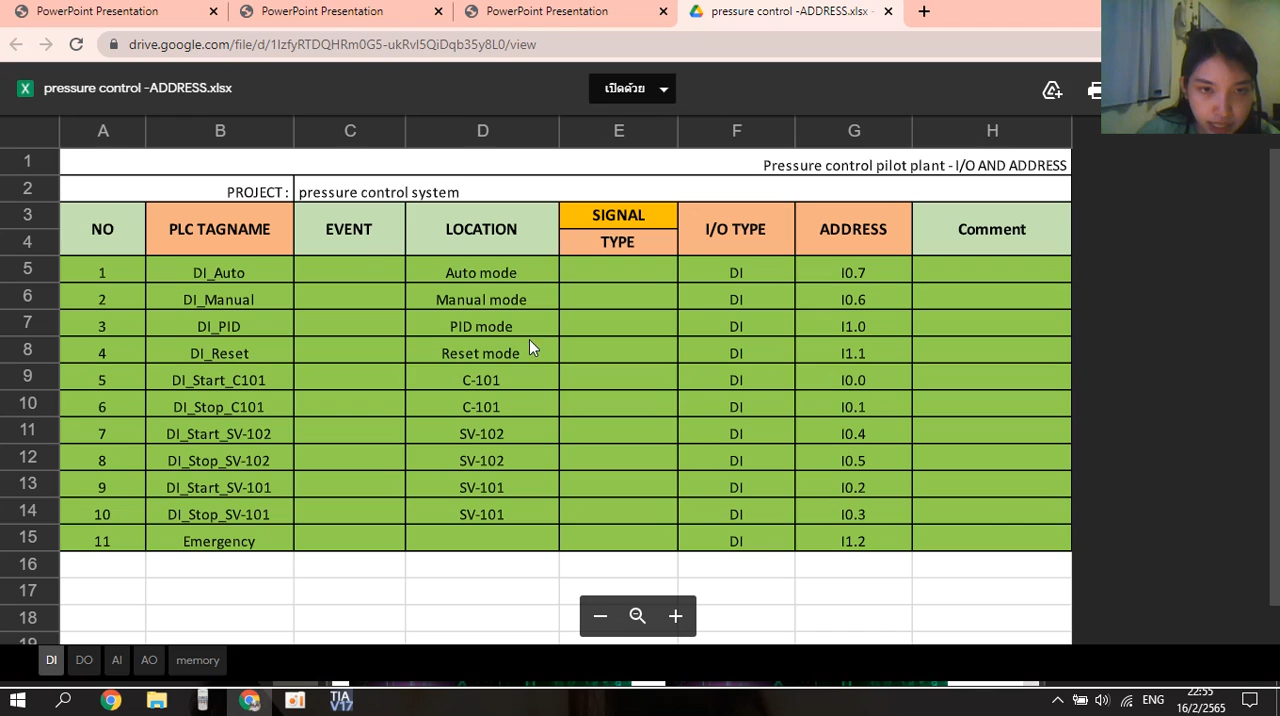 PowerPoint Presentation
PowerPoint Presentation
PowerPoint Presentation
pressure control -ADDRESS.xlsx -
drive.google.com/file/d/1IzfyRTDQHRm0G5-ukRvI5QiDqb35y8L0/view
X pressure control -ADDRESS.xlsx
เปิดด้วย
A B C D E F G H
1 Pressure control pilot plant - I/O AND ADDRESS
2 PROJECT : pressure control system
3 NO PLC TAGNAME EVENT LOCATION SIGNAL I/O TYPE ADDRESS Comment
4 TYPE
5 1 DI_Auto Auto mode DI I0.7
6 2 DI_Manual Manual mode DI I0.6
7 3 DI_PID PID mode DI I1.0
8 4 DI_Reset Reset mode DI I1.1
9 5 DI_Start_C101 C-101 DI I0.0
10 6 DI_Stop_C101 C-101 DI I0.1
11 7 DI_Start_SV-102 SV-102 DI I0.4
12 8 DI_Stop_SV-102 SV-102 DI I0.5
13 9 DI_Start_SV-101 SV-101 DI I0.2
14 10 DI_Stop_SV-101 SV-101 DI I0.3
15 11 Emergency DI I1.2
16
17
18
19
DI DO AI AO memory
TIA V17
ENG
22:55
16/2/2565